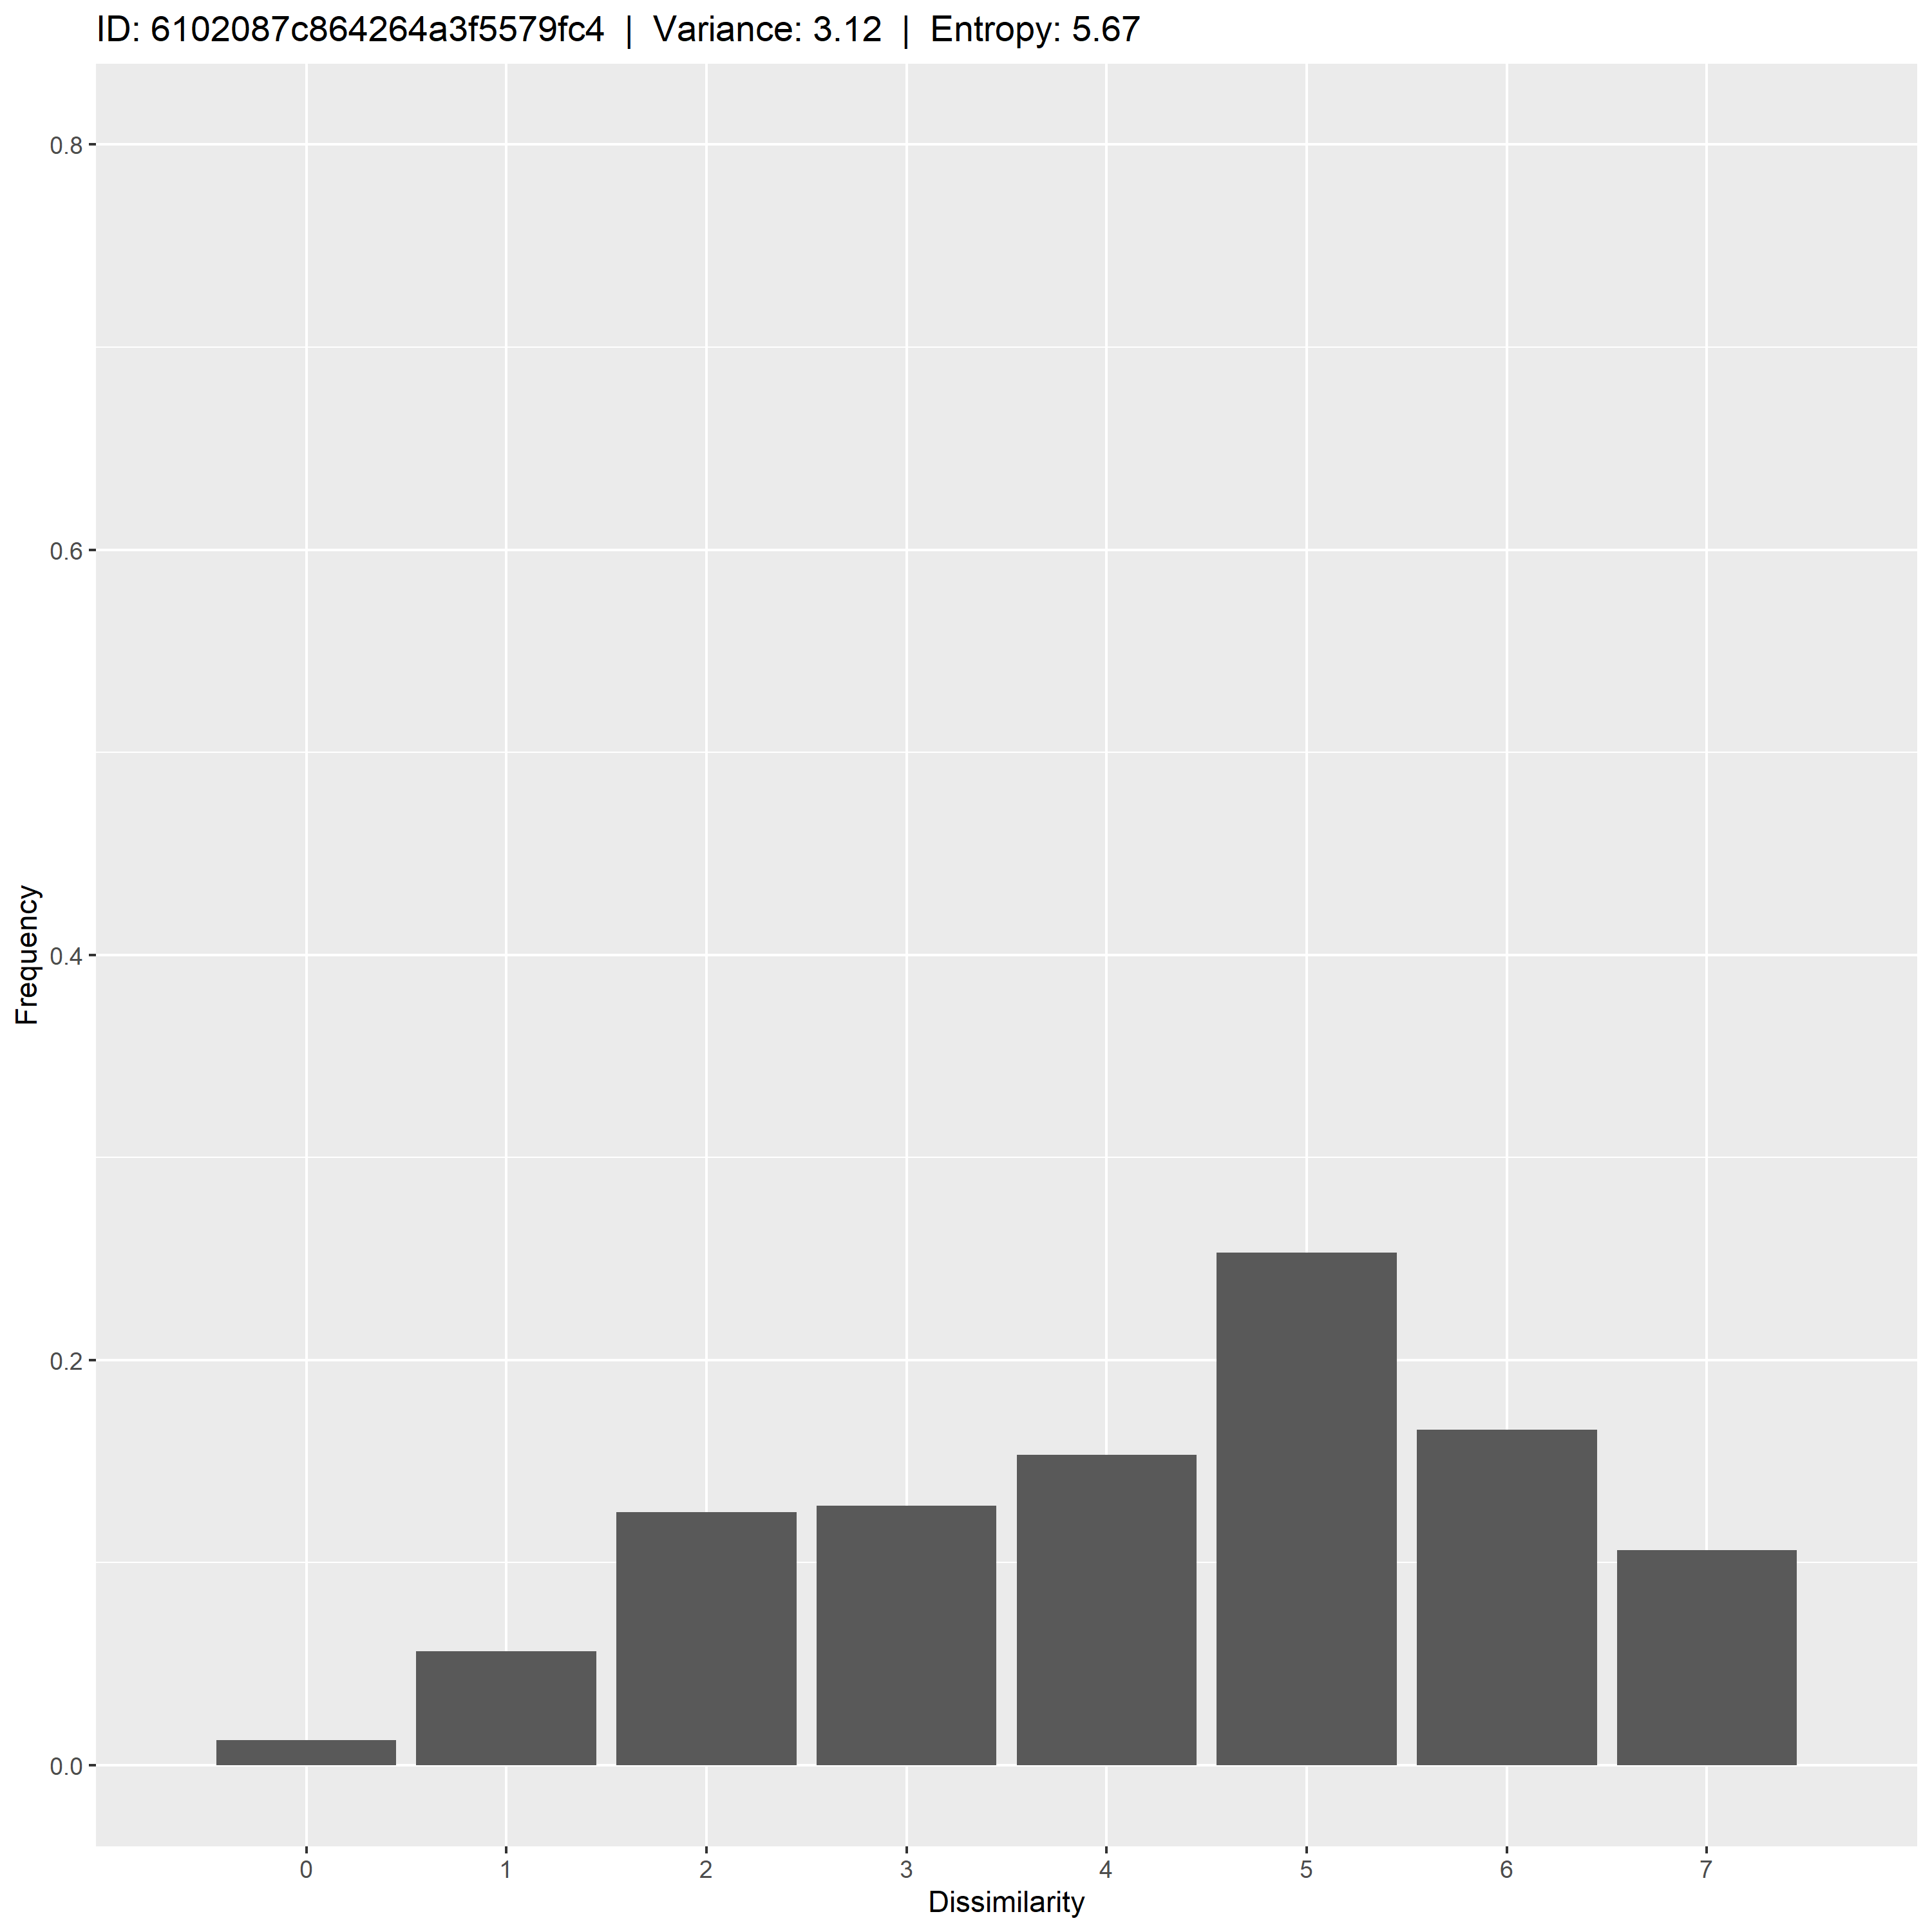 ID: 6102087c864264a3f5579fc4 | Variance: 3.12 | Entropy: 5.67
0.8
0.6
0.4
0.2
0.0
Frequency
0 1 2 3 4 5 6 7
Dissimilarity